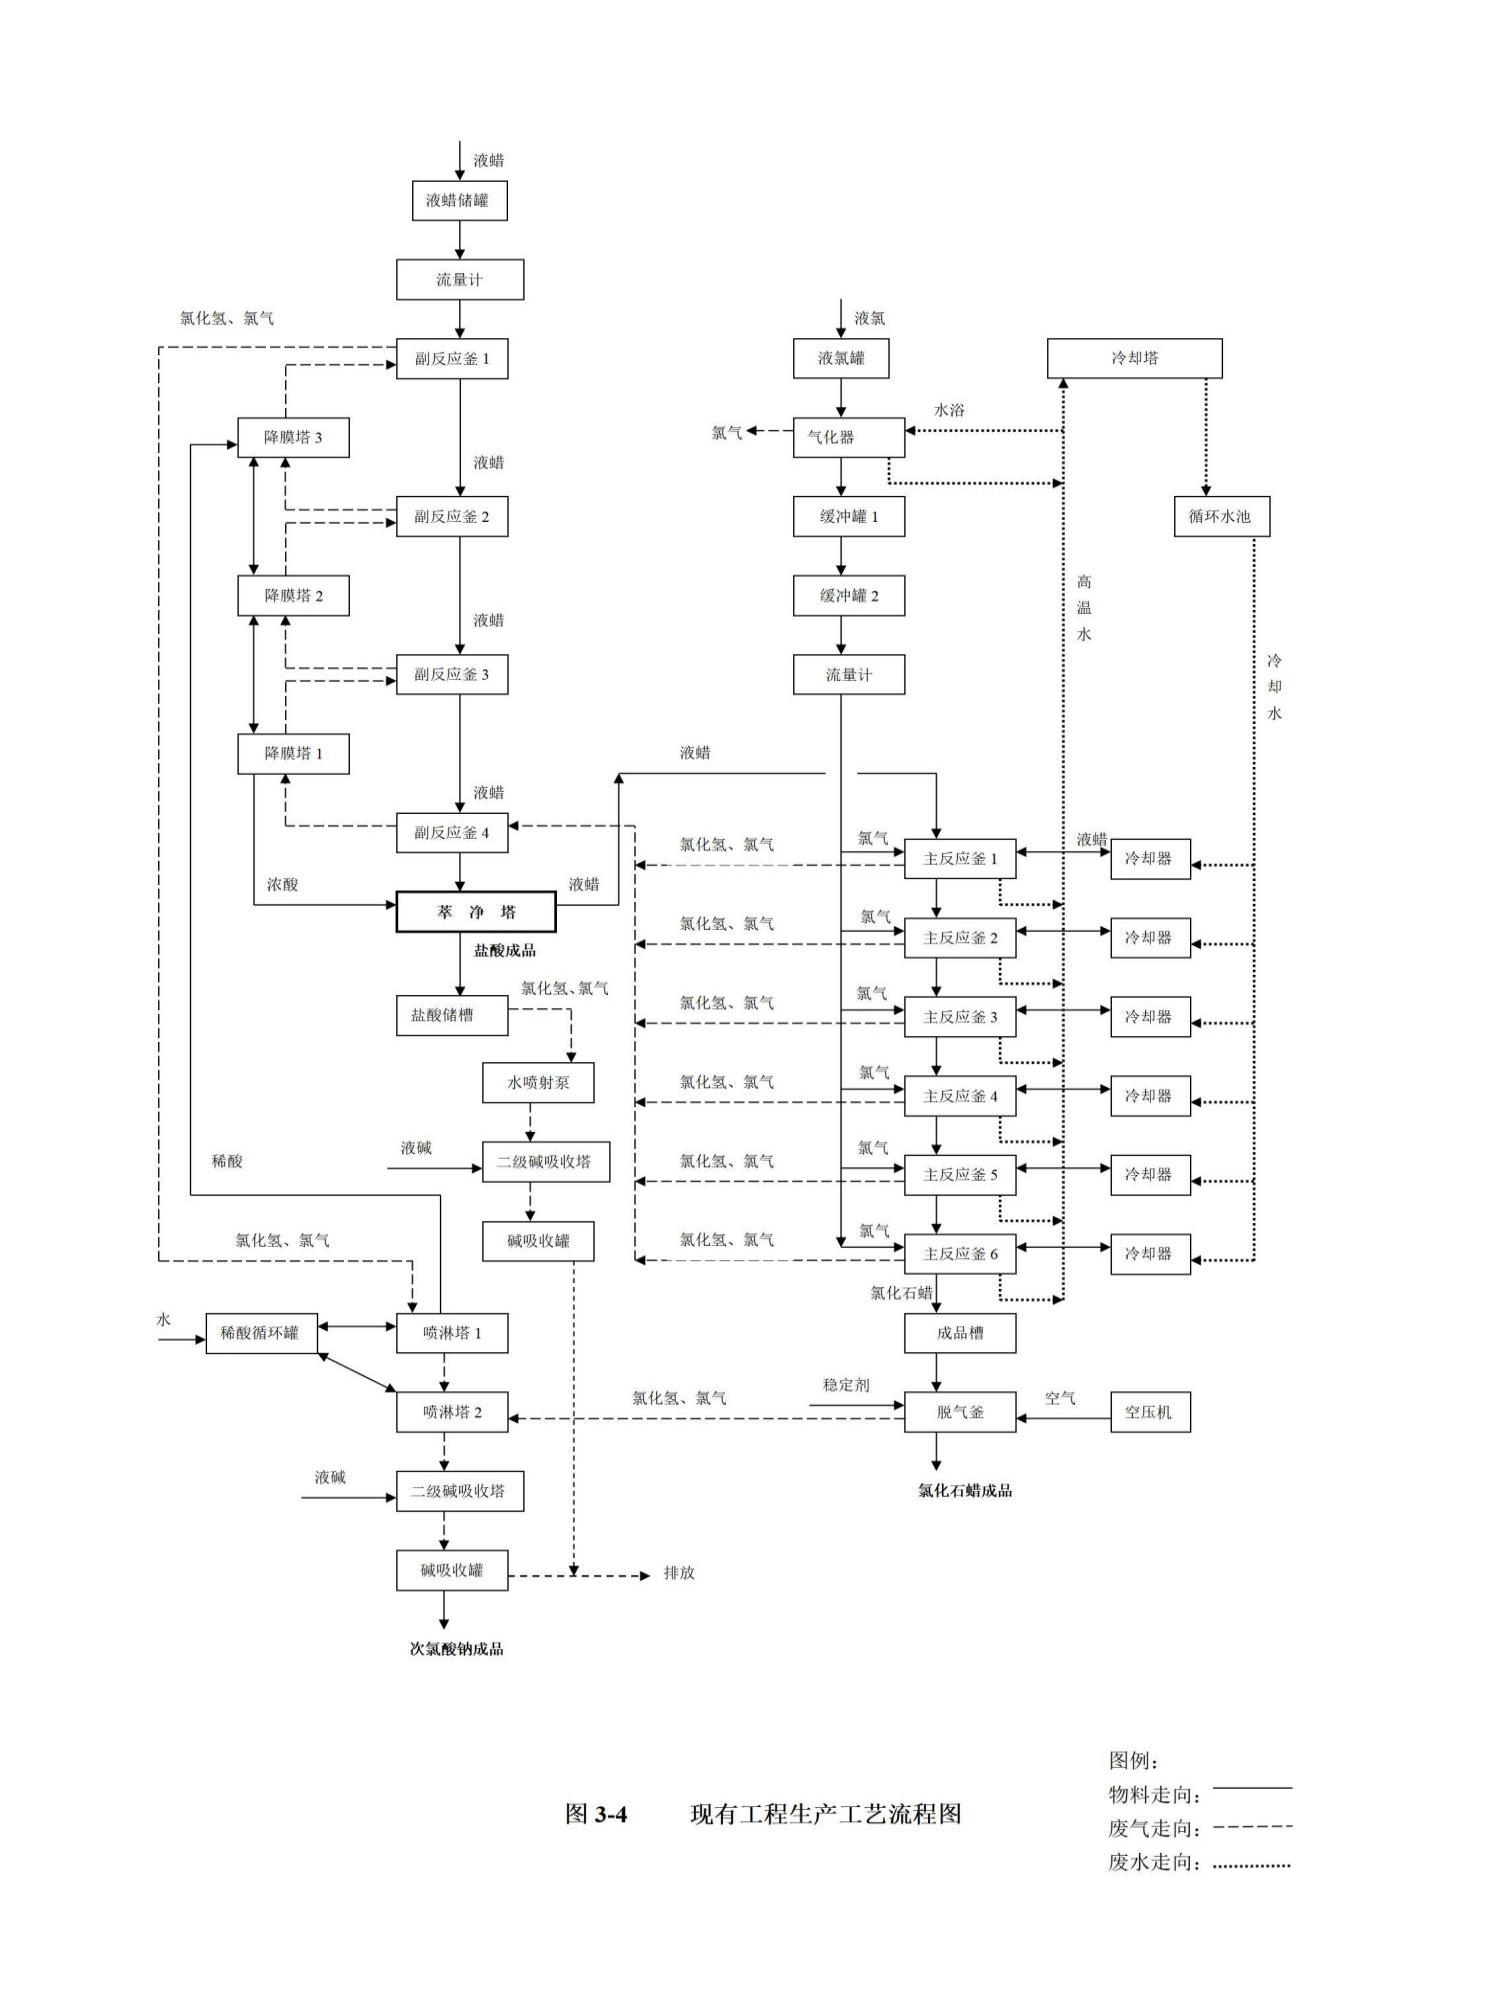 液蜡
液蜡储罐
流量计
氯化氢、氯气
液氯
副反应釜 1
液氯罐
冷却塔
水浴
降膜塔 3
氯气
气化器
液蜡
副反应釜 2
缓冲罐 1
循环水池
降膜塔 2
缓冲罐 2
高温水
液蜡
副反应釜 3
流量计
冷却水
降膜塔 1
液蜡
液蜡
副反应釜 4
氯化氢、氯气
氯气
液蜡
主反应釜 1
冷却器
浓酸
液蜡
萃 净 塔
氯化氢、氯气
氯气
主反应釜 2
冷却器
盐酸成品
氯化氢、氯气
氯化氢、氯气
氯气
盐酸储槽
主反应釜 3
冷却器
水喷射泵
氯化氢、氯气
氯气
主反应釜 4
冷却器
液碱
稀酸
二级碱吸收塔
氯化氢、氯气
氯气
主反应釜 5
冷却器
氯化氢、氯气
碱吸收罐
氯化氢、氯气
氯气
主反应釜 6
冷却器
氯化石蜡
水
稀酸循环罐
喷淋塔 1
成品槽
氯化氢、氯气
稳定剂
空气
喷淋塔 2
脱气釜
空压机
液碱
二级碱吸收塔
氯化石蜡成品
碱吸收罐
排放
次氯酸钠成品
图例：
物料走向：
图 3-4 现有工程生产工艺流程图
废气走向：
废水走向：